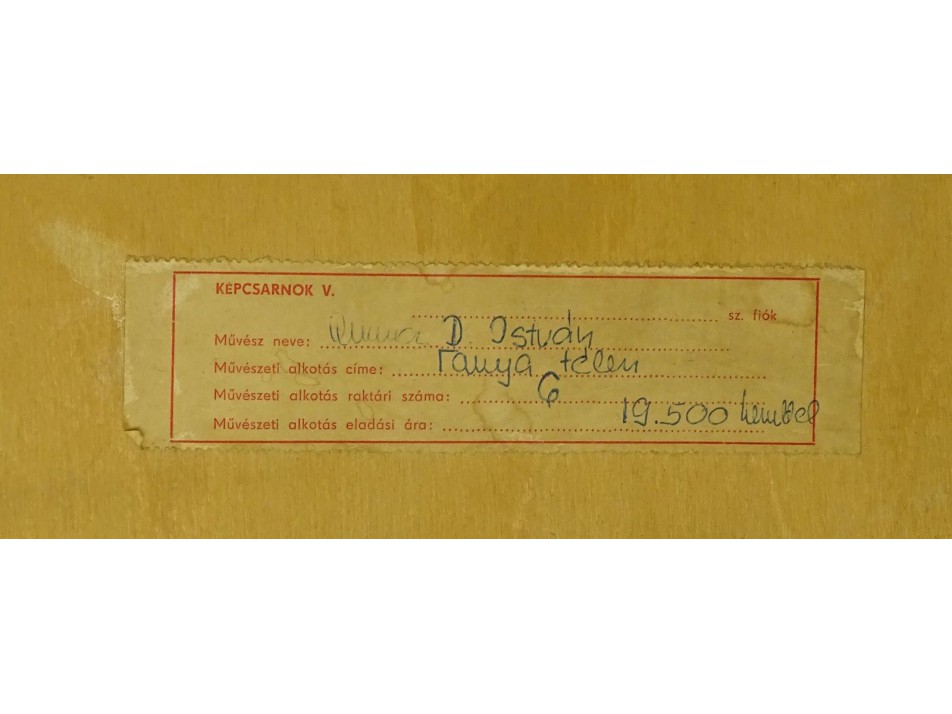 KÉPCSARNOK V.
sz. fiók
Művész neve: D. István
Művészeti alkotás címe: Tanya télen
Művészeti alkotás raktári száma: 6
Művészeti alkotás eladási ára: 19.500